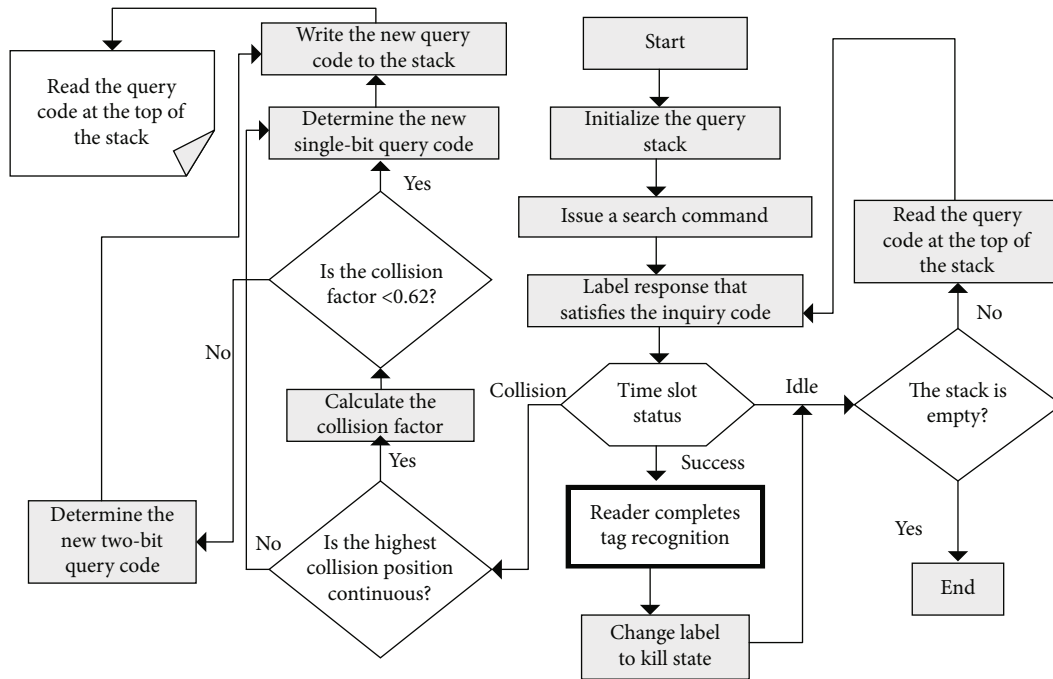 Write the new query
code to the stack
Read the query
code at the top of
the stack
Determine the new
single-bit query code
Yes
Is the collision
factor <0.62?
No
Calculate the
collision factor
Yes
Determine the
new two-bit
query code
No
Is the highest
collision position
continuous?
Start
Initialize the query
stack
Issue a search command
Label response that
satisfies the inquiry code
Collision
Time slot
status
Idle
Success
Reader completes
tag recognition
Change label
to kill state
Read the query
code at the top of
the stack
No
The stack is
empty?
Yes
End